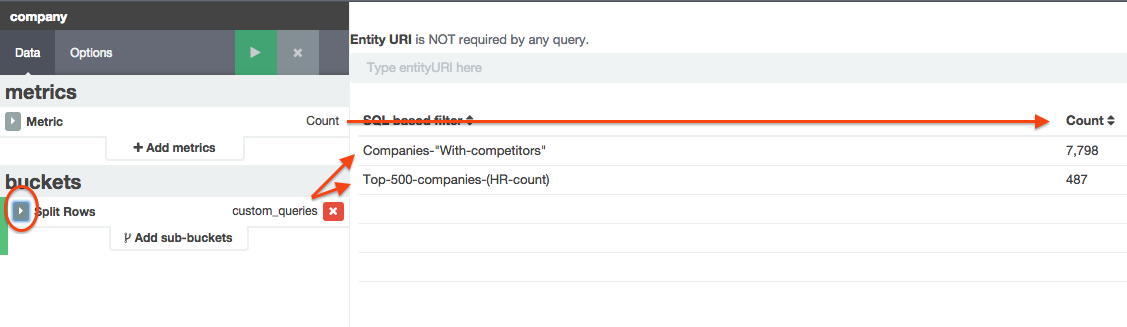 company
Data Options
Entity URI is NOT required by any query.
Type entityURI here
metrics
Metric Count
Add metrics
SQL based filter Count
Companies-"With-competitors" 7,798
Top-500-companies-(HR-count) 487
buckets
Split Rows custom_queries
Add sub-buckets